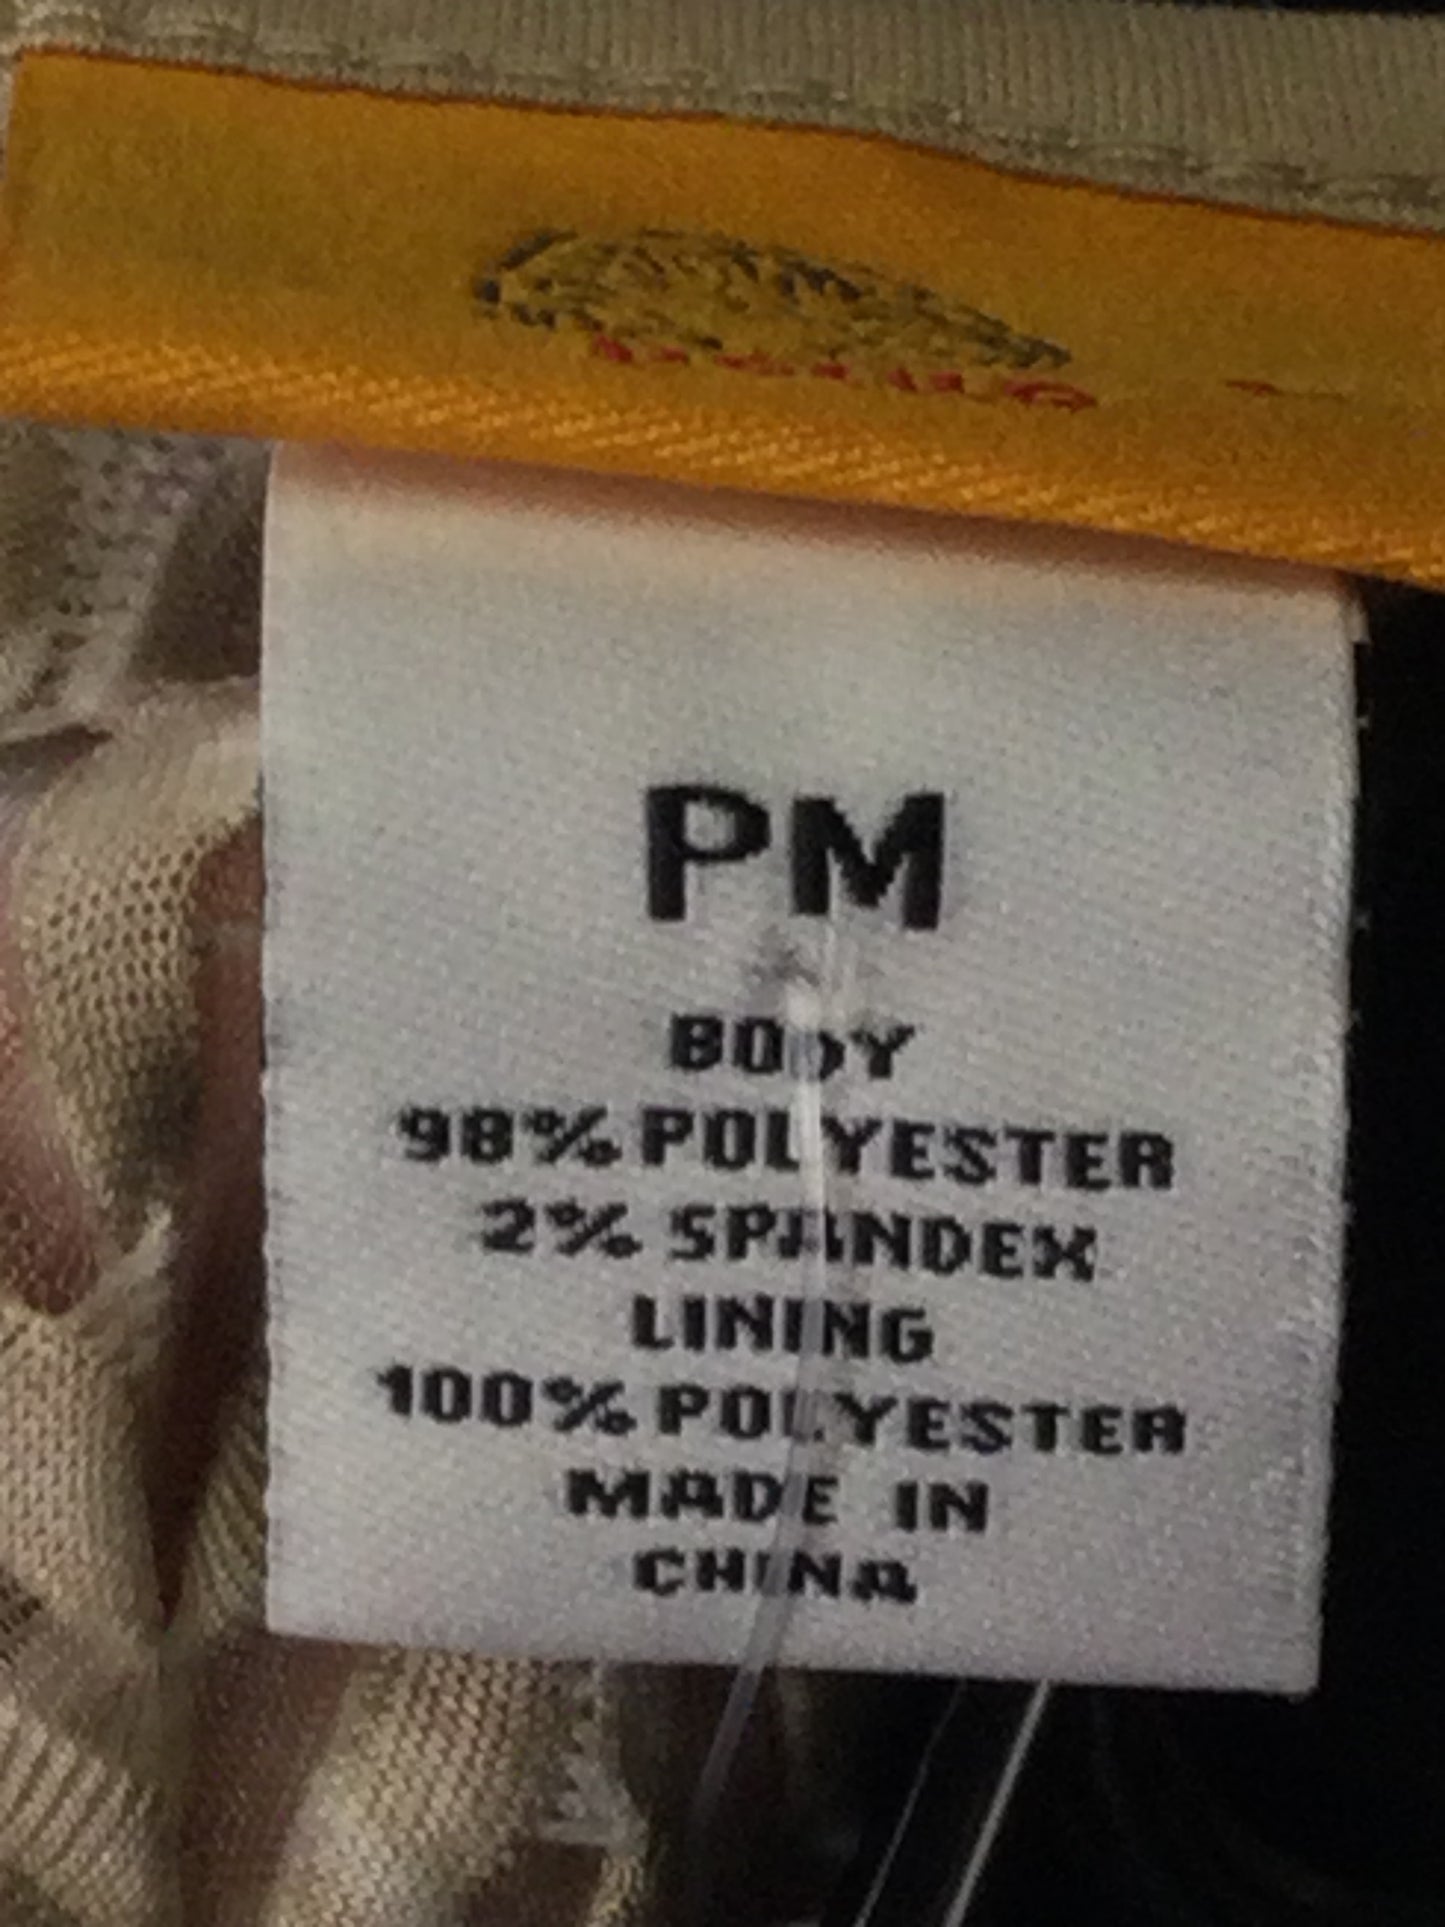 PM
BODY
98% POLYESTER
2% SPANDEX
LINING
100% POLYESTER
MADE IN
CHINA